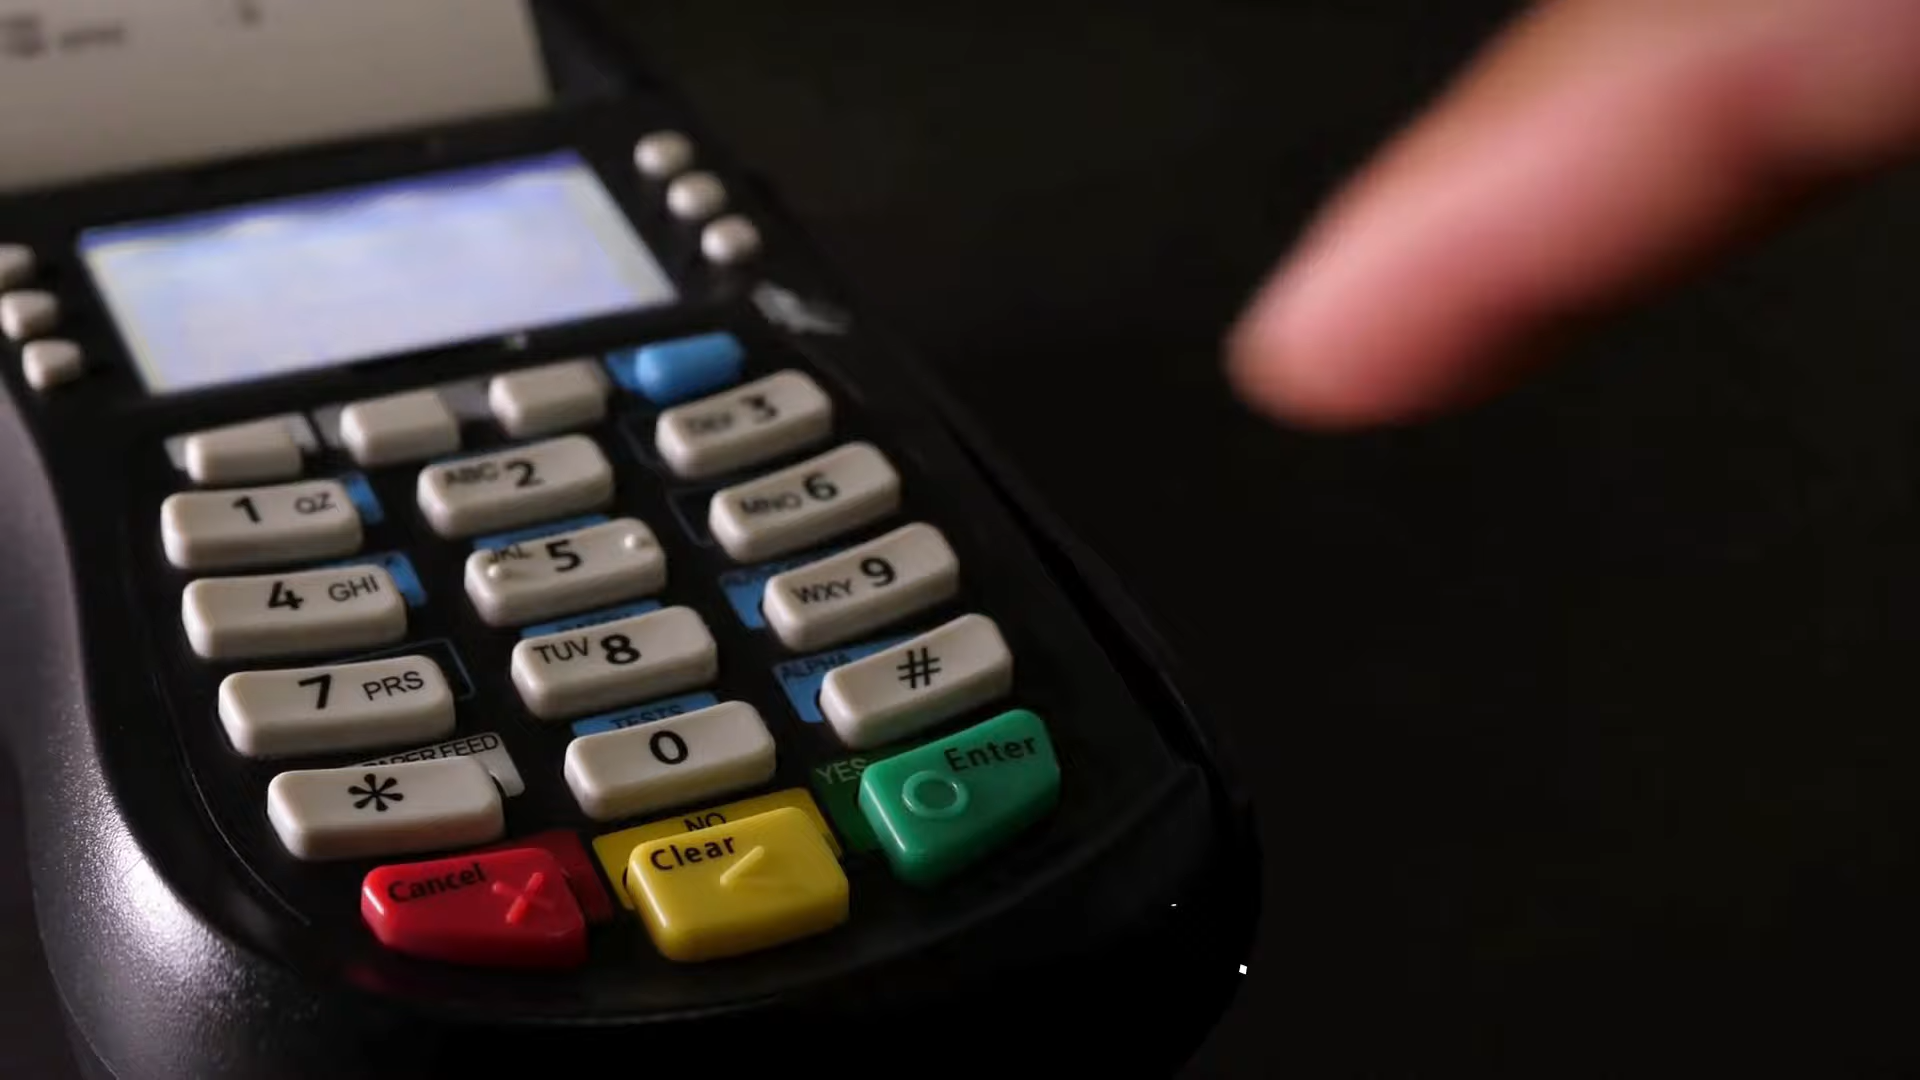 3
ABC 2
1 QZ
MNO 6
JKL 5
4 GHI
WXY 9
TUV 8
7 PRS
ALPHA
#
TESTS
0
PAPER FEED
*
YES
Enter
NO
Clear
Cancel